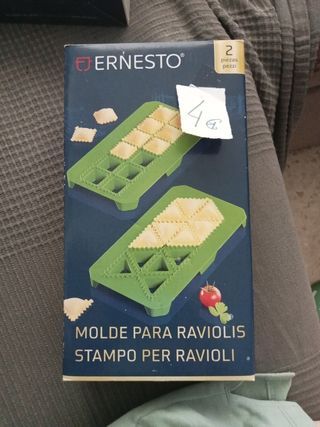 ERNESTO®
2
piezas
pezzi
4€
MOLDE PARA RAVIOLIS
STAMPO PER RAVIOLI